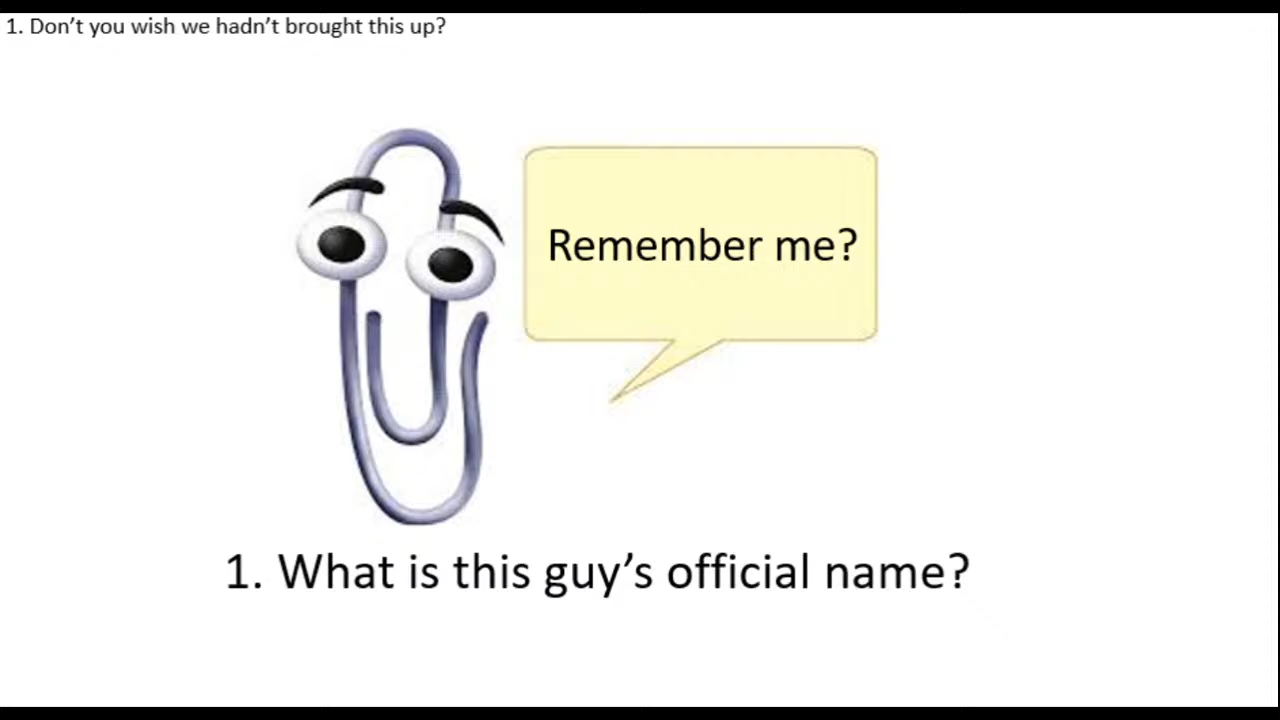 1. Don’t you wish we hadn’t brought this up?
Remember me?
1. What is this guy’s official name?